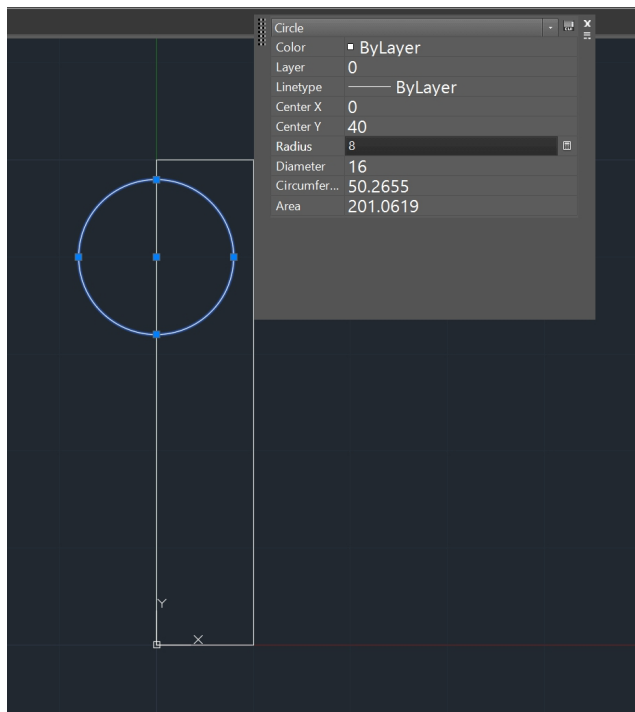 Circle
Color ByLayer
Layer 0
Linetype ByLayer
Center X 0
Center Y 40
Radius 8
Diameter 16
Circumfer... 50.2655
Area 201.0619
Y
X